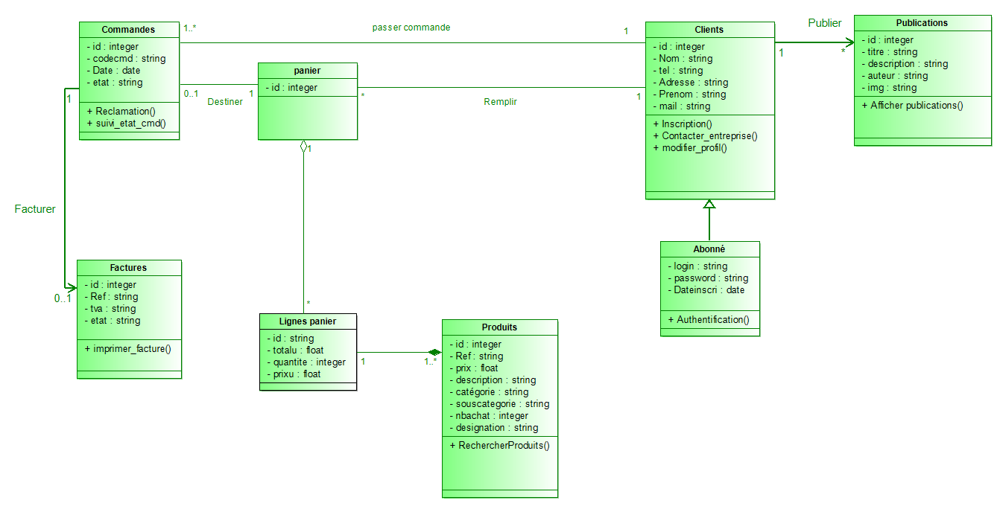 Commandes
- id : integer
- codecmd : string
- Date : date
- etat : string
+ Reclamation()
+ suivi_etat_cmd()
1..*
passer commande
1
panier
- id : integer
0..1
Destiner
1
*
Remplir
1
Clients
- id : integer
- Nom : string
- tel : string
- Adresse : string
- Prenom : string
- mail : string
+ Inscription()
+ Contacter_entreprise()
+ modifier_profil()
Publier
1
*
Publications
- id : integer
- titre : string
- description : string
- auteur : string
- img : string
+ Afficher publications()
1
Facturer
0..1
Factures
- id : integer
- Ref : string
- tva : string
- etat : string
+ imprimer_facture()
1
*
Lignes panier
- id : string
- totalu : float
- quantite : integer
- prixu : float
1
1..*
Produits
- id : integer
- Ref : string
- prix : float
- description : string
- catégorie : string
- souscategorie : string
- nbachat : integer
- designation : string
+ RechercherProduits()
Abonné
- login : string
- password : string
- Dateinscri : date
+ Authentification()